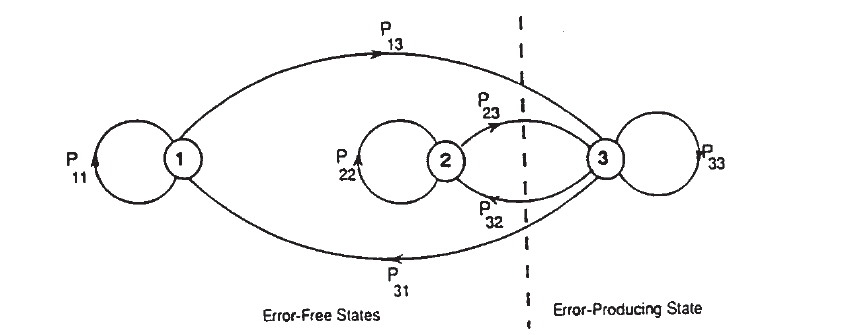 P13
P23
P11
1
P22
2
3
P33
P32
P31
Error-Free States
Error-Producing State